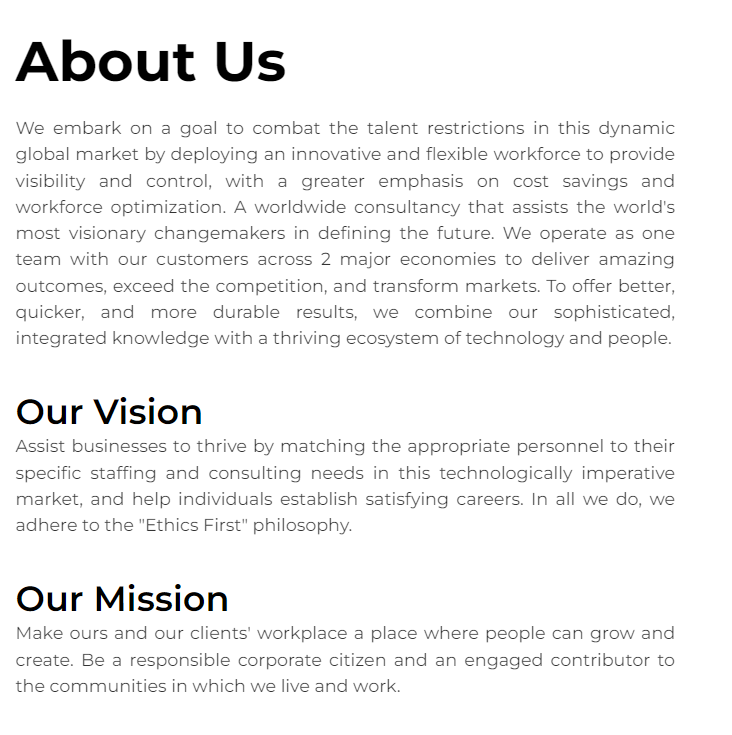 About Us
We embark on a goal to combat the talent restrictions in this dynamic
global market by deploying an innovative and flexible workforce to provide
visibility and control, with a greater emphasis on cost savings and
workforce optimization. A worldwide consultancy that assists the world's
most visionary changemakers in defining the future. We operate as one
team with our customers across 2 major economies to deliver amazing
outcomes, exceed the competition, and transform markets. To offer better,
quicker, and more durable results, we combine our sophisticated,
integrated knowledge with a thriving ecosystem of technology and people.
Our Vision
Assist businesses to thrive by matching the appropriate personnel to their
specific staffing and consulting needs in this technologically imperative
market, and help individuals establish satisfying careers. In all we do, we
adhere to the "Ethics First" philosophy.
Our Mission
Make ours and our clients' workplace a place where people can grow and
create. Be a responsible corporate citizen and an engaged contributor to
the communities in which we live and work.